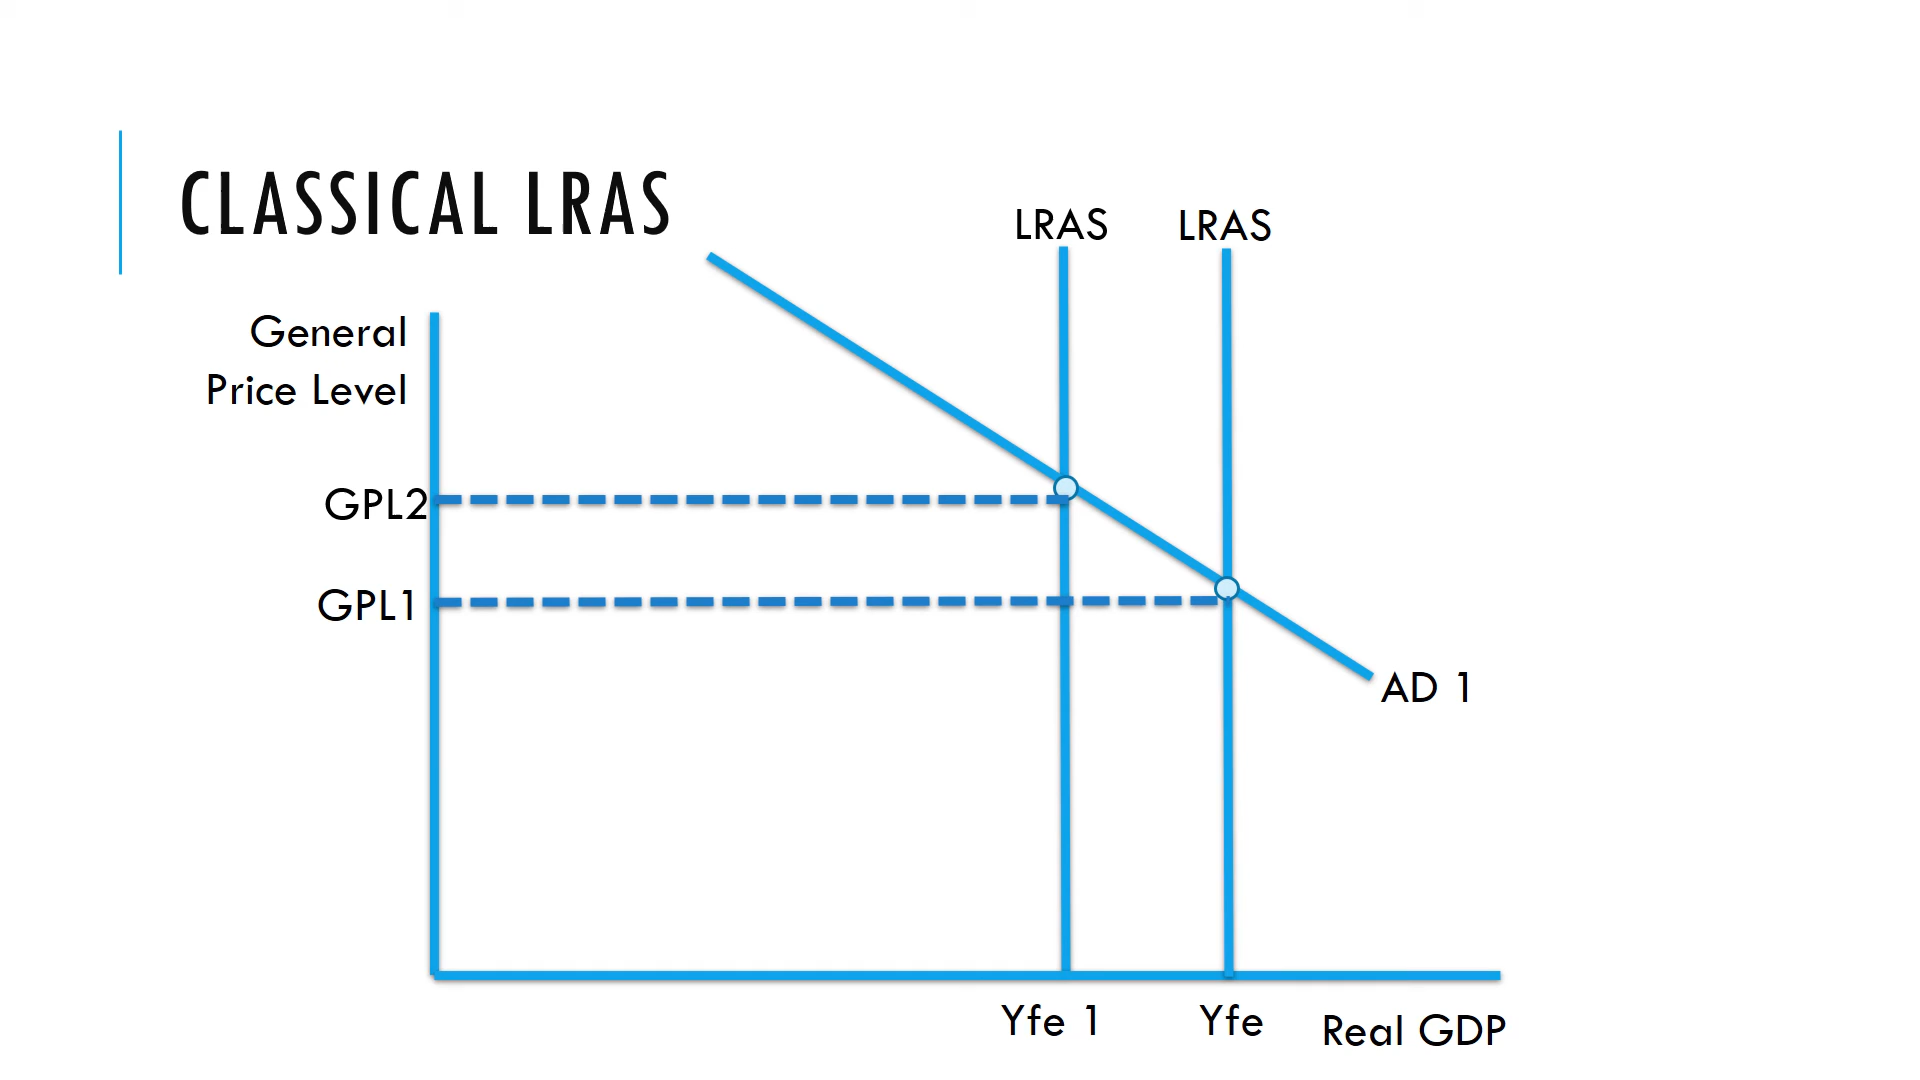 CLASSICAL LRAS
LRAS
LRAS
General
Price Level
GPL2
GPL1
AD 1
Yfe 1
Yfe
Real GDP